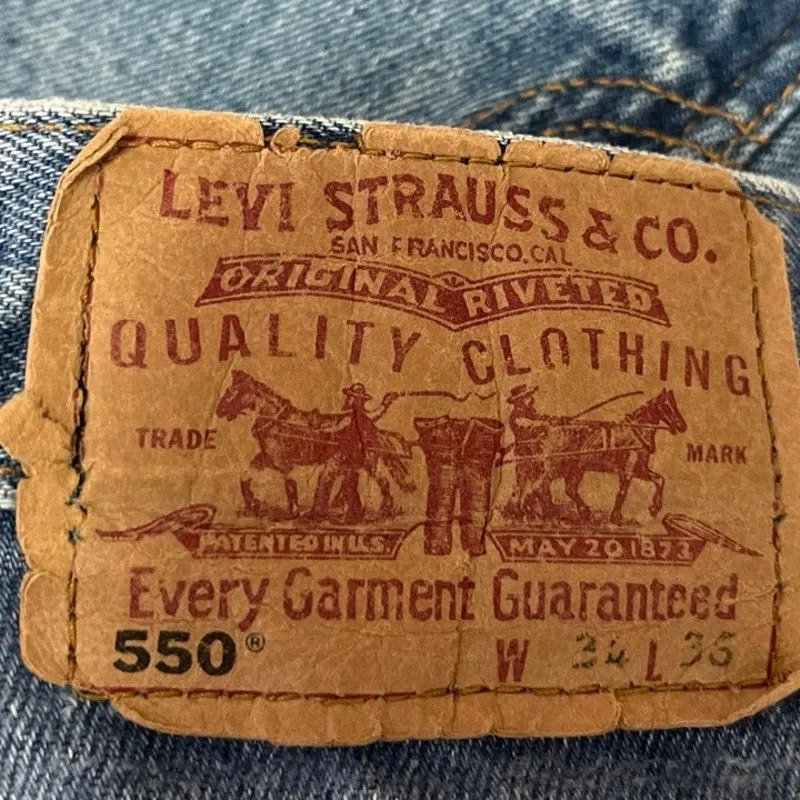 LEVI STRAUSS & CO.
SAN FRANCISCO, CAL
ORIGINAL RIVETED
QUALITY CLOTHING
TRADE MARK
PATENTED IN U.S. MAY 20 1873
Every Garment Guaranteed
550® W 34 L 36